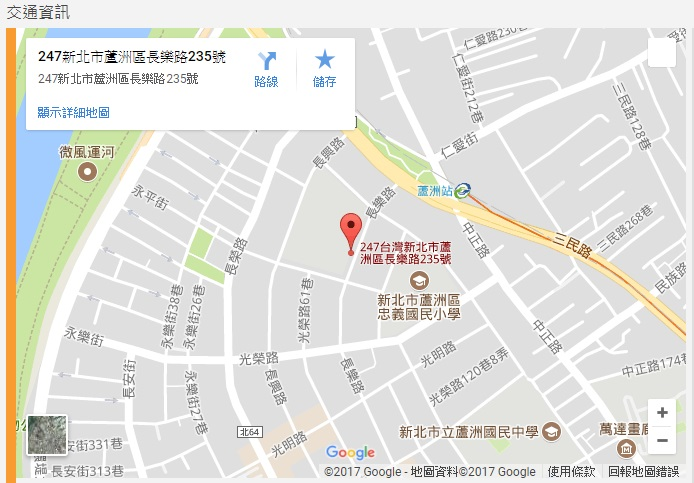 交通資訊
247新北市蘆洲區長樂路235號
247新北市蘆洲區長樂路235號
路線
儲存
顯示詳細地圖
微風運河
永平街
長興路
長榮路
長樂路
仁愛街212巷
仁愛街
三民路128巷
蘆洲站
三民路
三民路268巷
民族路
中正路
247台灣新北市蘆
洲區長樂路235號
新北市蘆洲區
忠義國民小學
永樂街38巷
永樂街26巷
光榮路61巷
永樂街
長安街
光榮路
中正路
光明路
中正路174巷
光榮路120巷8弄
長興路
長樂路
永樂街27巷
北64
光明路
新北市立蘆洲國民中學
萬達畫廊
街331巷
長安街313巷
+
−
Google
©2017 Google - 地圖資料©2017 Google
使用條款
回報地圖錯誤